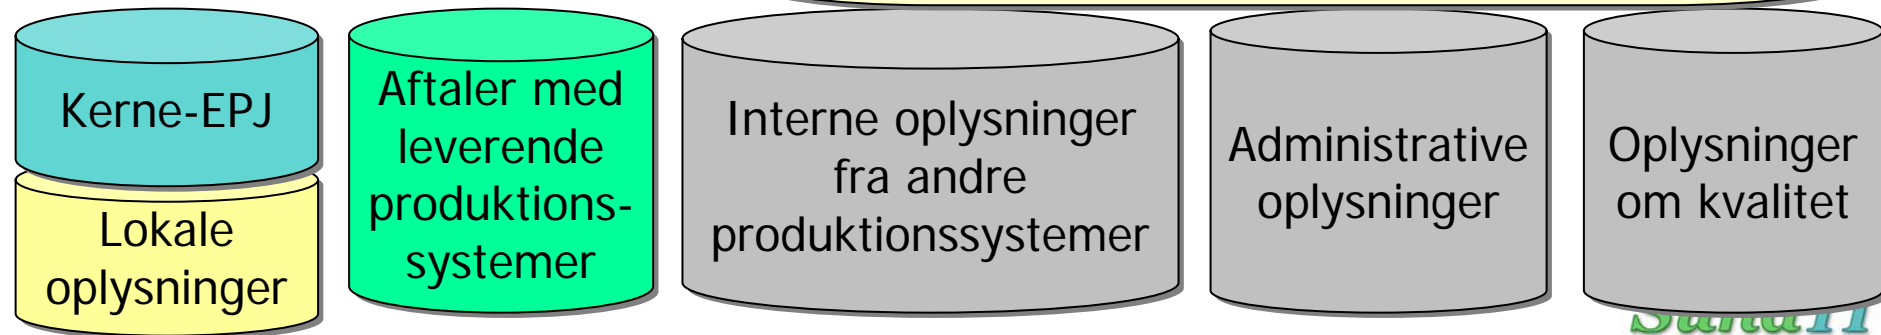 Kerne-EPJ
Lokale
oplysninger
Aftaler med
leverende
produktions-
systemer
Interne oplysninger
fra andre
produktionssystemer
Administrative
oplysninger
Oplysninger
om kvalitet